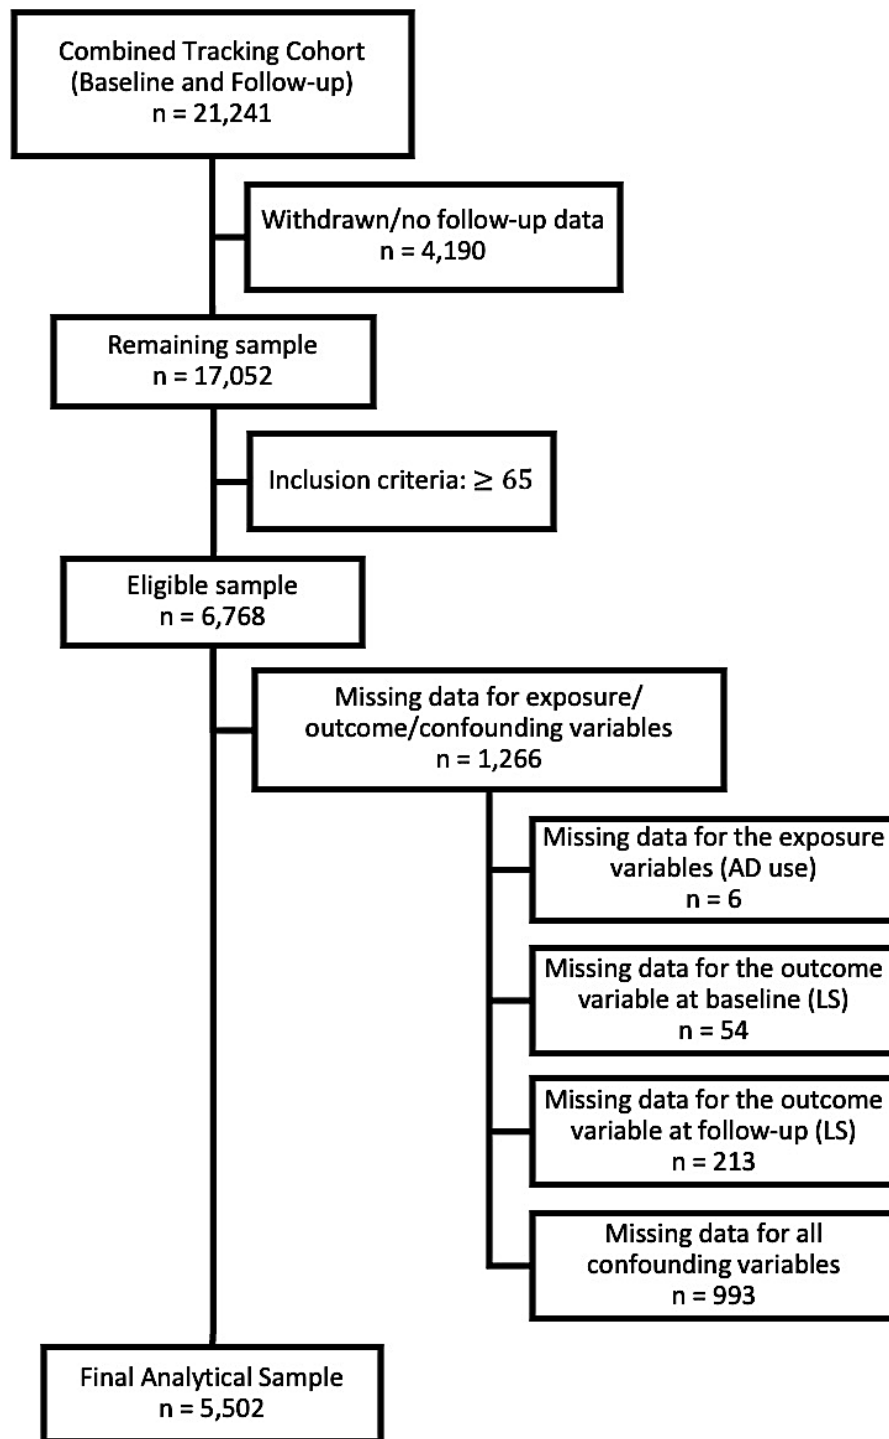 Combined Tracking Cohort
(Baseline and Follow-up)
n = 21,241
Withdrawn/no follow-up data
n = 4,190
Remaining sample
n = 17,052
Inclusion criteria: ≥ 65
Eligible sample
n = 6,768
Missing data for exposure/
outcome/confounding variables
n = 1,266
Missing data for the exposure
variables (AD use)
n = 6
Missing data for the outcome
variable at baseline (LS)
n = 54
Missing data for the outcome
variable at follow-up (LS)
n = 213
Missing data for all
confounding variables
n = 993
Final Analytical Sample
n = 5,502